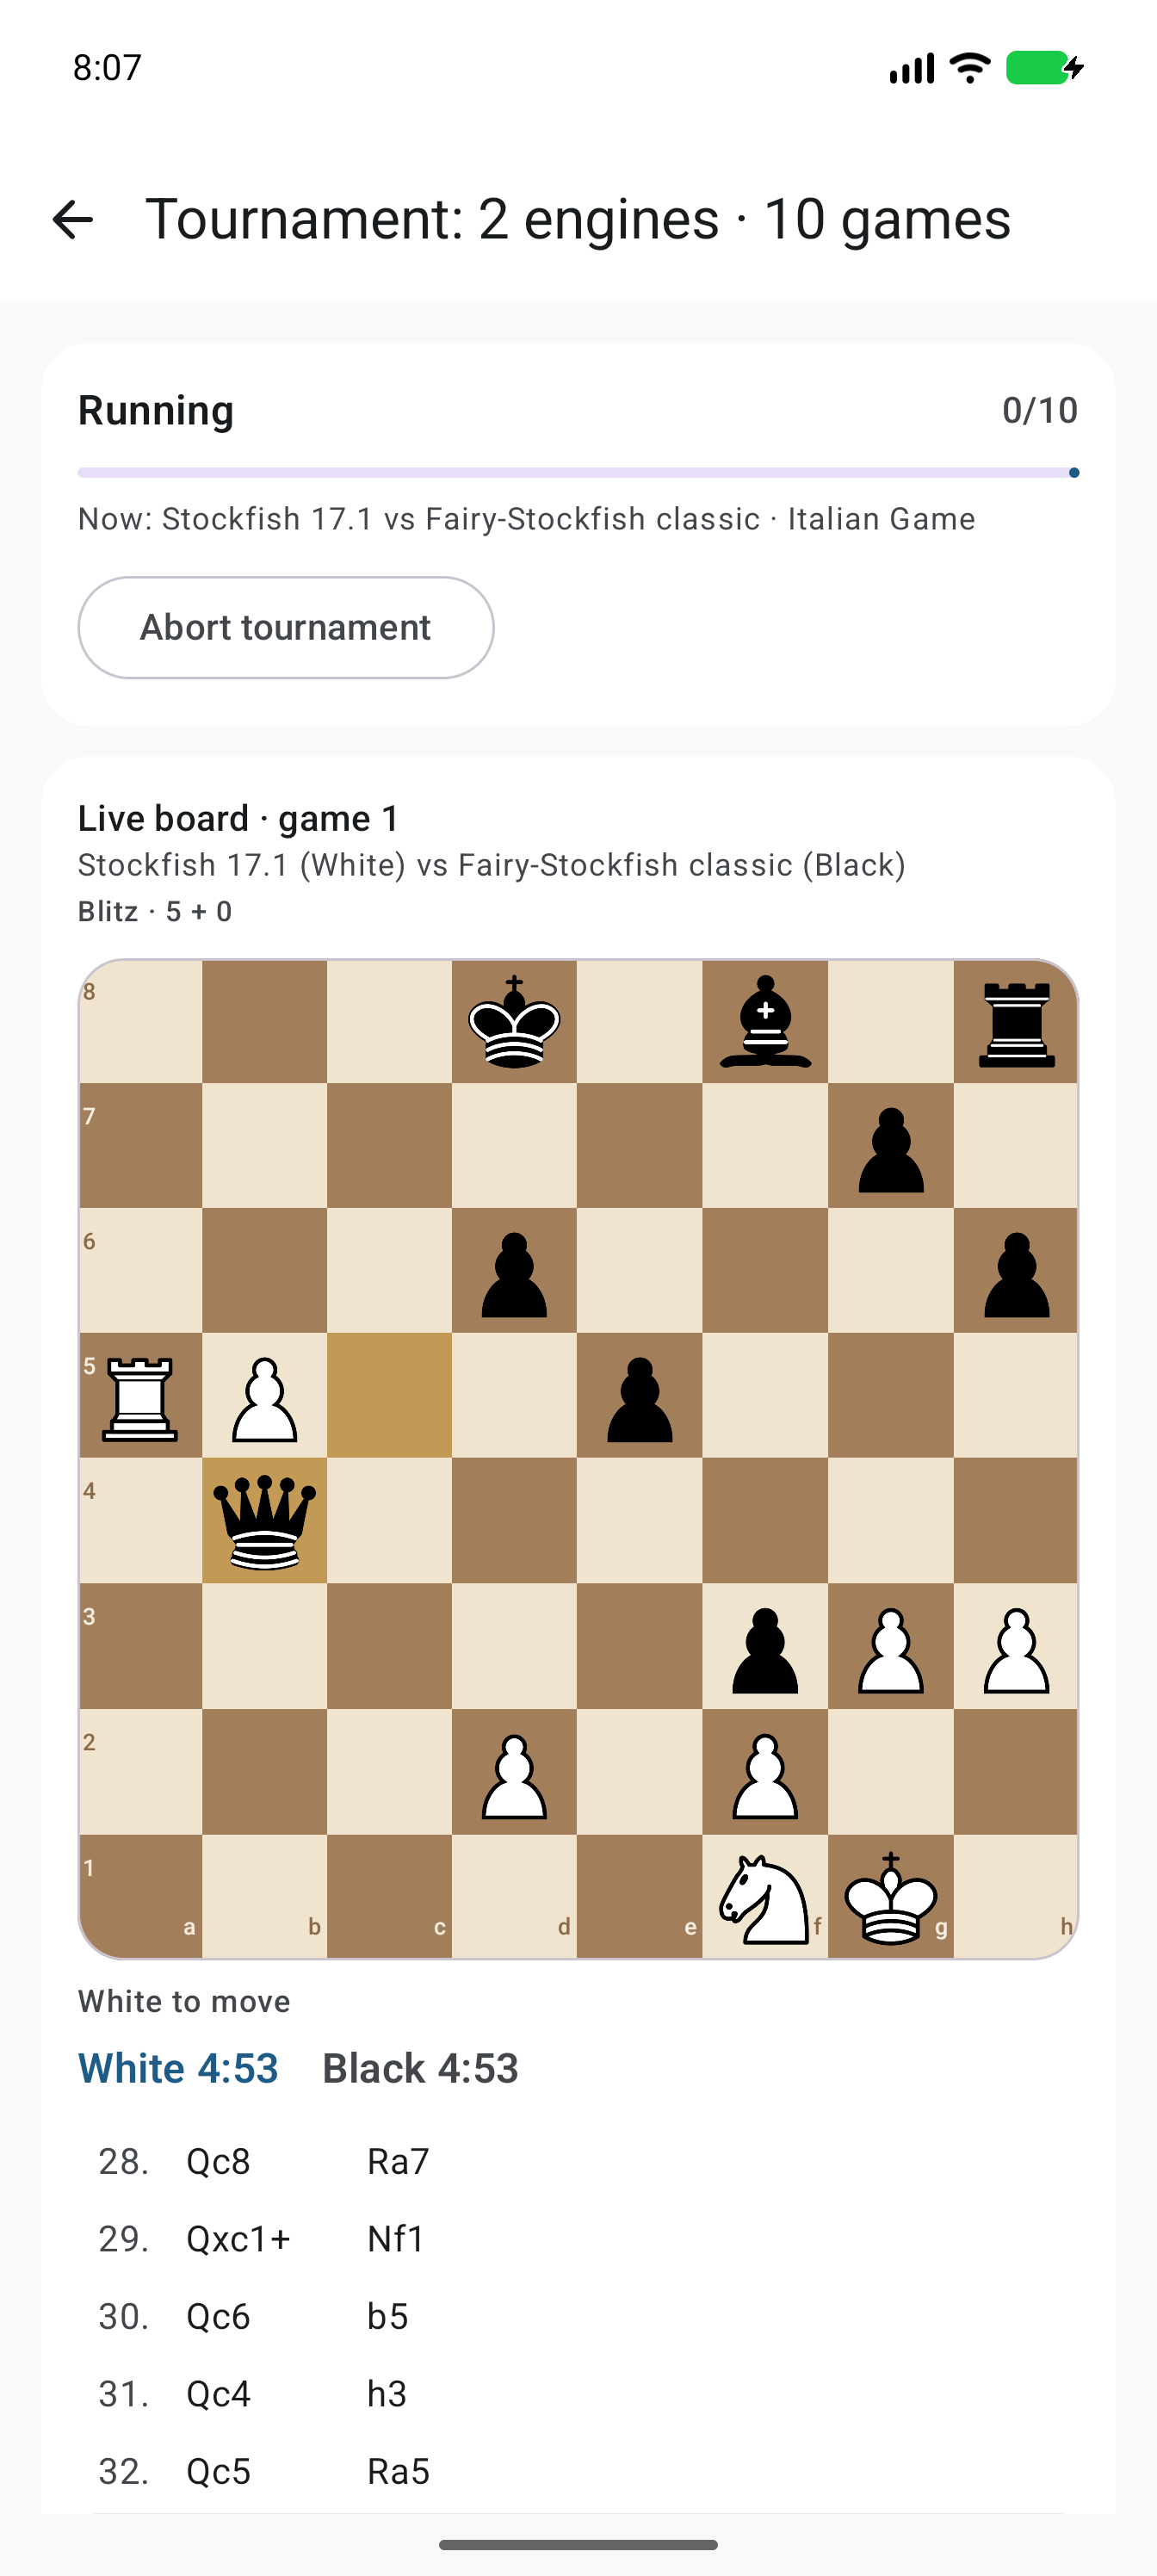 8:07
Tournament: 2 engines · 10 games
Running 0/10
Now: Stockfish 17.1 vs Fairy-Stockfish classic · Italian Game
Abort tournament
Live board · game 1
Stockfish 17.1 (White) vs Fairy-Stockfish classic (Black)
Blitz · 5 + 0
8
7
6
5
4
3
2
1
a b c d e f g h
White to move
White 4:53 Black 4:53
28. Qc8 Ra7
29. Qxc1+ Nf1
30. Qc6 b5
31. Qc4 h3
32. Qc5 Ra5